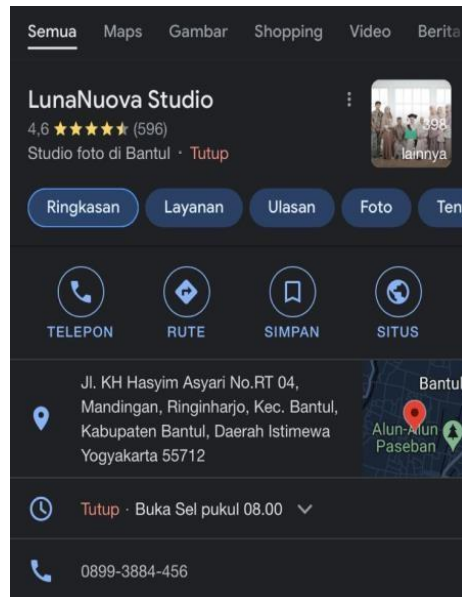 Semua Maps Gambar Shopping Video Berita
LunaNuova Studio
4,6 (596)
Studio foto di Bantul · Tutup
398
lainnya
Ringkasan Layanan Ulasan Foto Ten
TELEPON RUTE SIMPAN SITUS
Jl. KH Hasyim Asyari No.RT 04,
Mandingan, Ringinharjo, Kec. Bantul,
Kabupaten Bantul, Daerah Istimewa
Yogyakarta 55712
Bantul
Alun-Alun
Paseban
Tutup · Buka Sel pukul 08.00
0899-3884-456